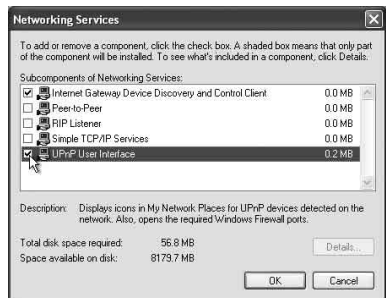 Networking Services
To add or remove a component, click the check box. A shaded box means that only part
of the component will be installed. To see what's included in a component, click Details.
Subcomponents of Networking Services:
Internet Gateway Device Discovery and Control Client 0.0 MB
Peer-to-Peer 0.0 MB
RIP Listener 0.0 MB
Simple TCP/IP Services 0.0 MB
UPnP User Interface 0.2 MB
Description: Displays icons in My Network Places for UPnP devices detected on the
network. Also, opens the required Windows Firewall ports.
Total disk space required: 56.8 MB
Details...
Space available on disk: 8179.7 MB
OK Cancel